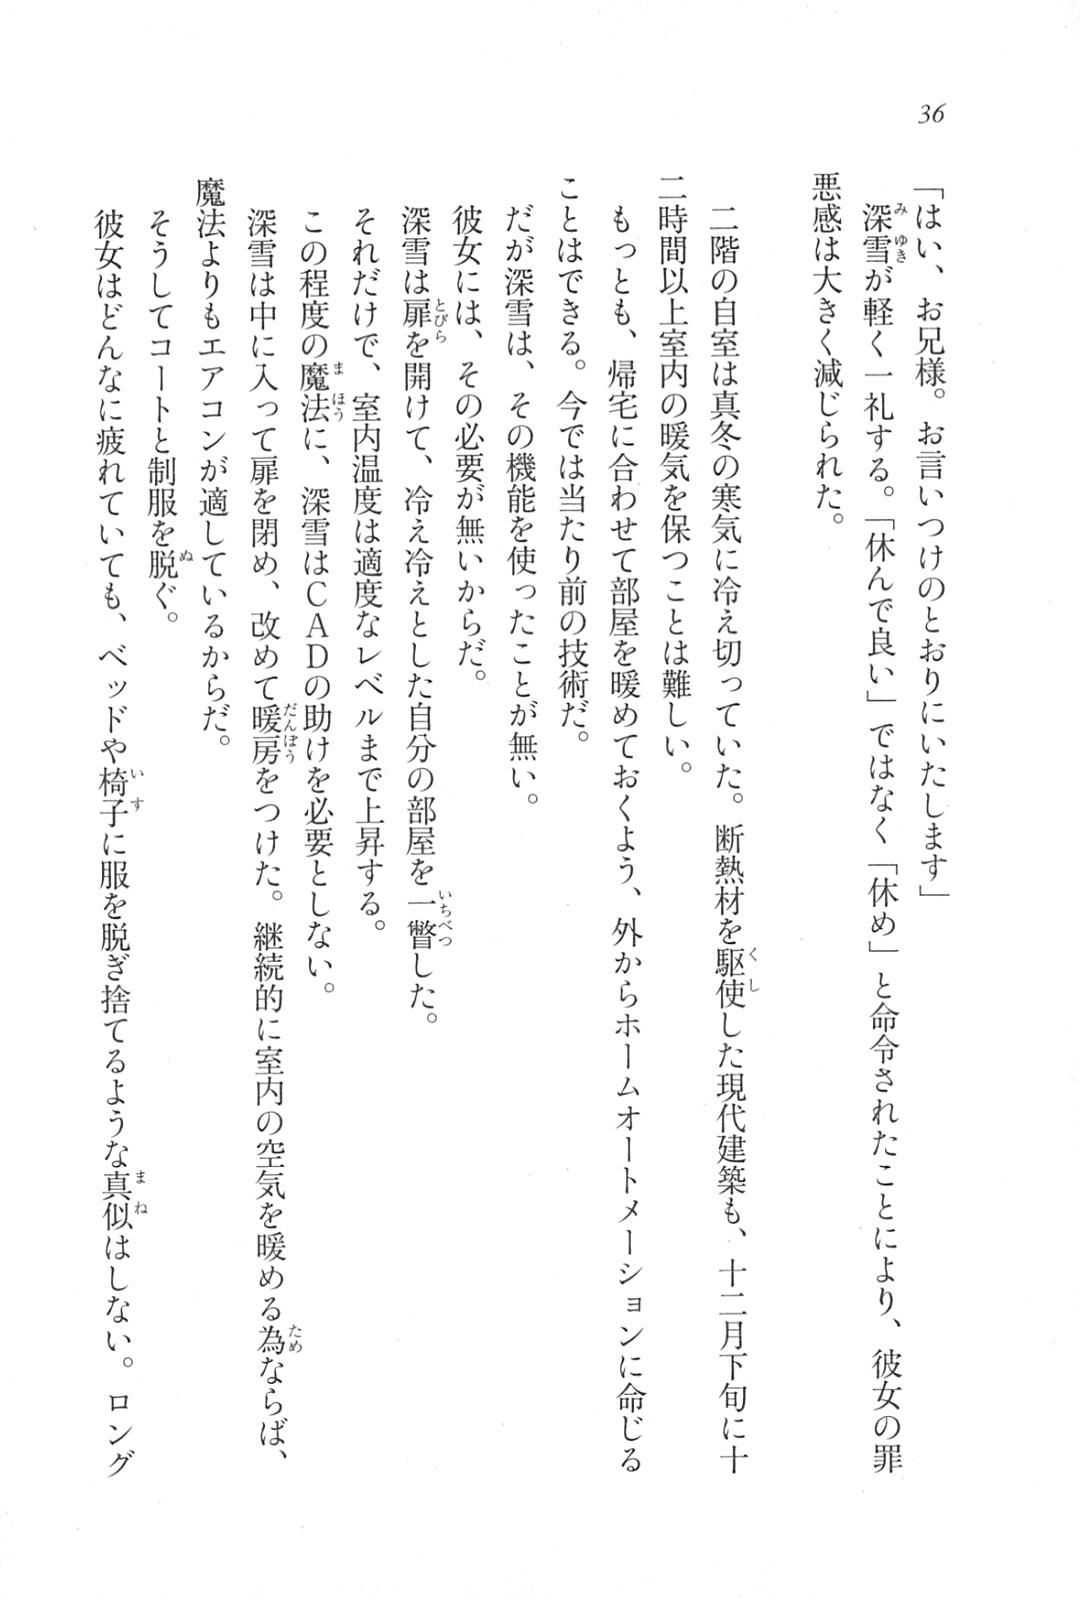 36
「はい、お兄様。お言いつけのとおりにいたします」
深雪が軽く一礼する。「休んで良い」ではなく「休め」と命令されたことにより、彼女の罪
悪感は大きく減じられた。
二階の自室は真冬の寒気に冷え切っていた。断熱材を駆使した現代建築も、十二月下旬に十
二時間以上室内の暖気を保つことは難しい。
もっとも、帰宅に合わせて部屋を暖めておくよう、外からホームオートメーションに命じる
ことはできる。今では当たり前の技術だ。
だが深雪は、その機能を使ったことが無い。
彼女には、その必要が無いからだ。
深雪は扉を開けて、冷え冷えとした自分の部屋を一瞥した。
それだけで、室内温度は適度なレベルまで上昇する。
この程度の魔法に、深雪はCADの助けを必要としない。
深雪は中に入って扉を閉め、改めて暖房をつけた。継続的に室内の空気を暖める為ならば、
魔法よりもエアコンが適しているからだ。
そうしてコートと制服を脱ぐ。
彼女はどんなに疲れていても、ベッドや椅子に服を脱ぎ捨てるような真似はしない。ロング